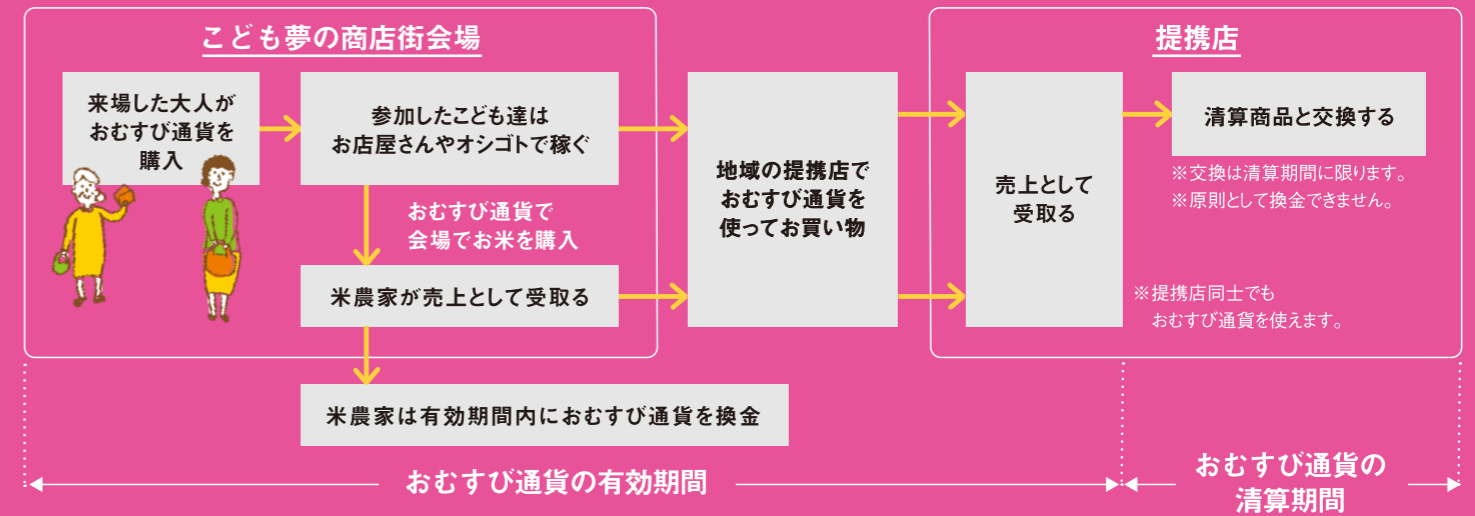 こども夢の商店街会場
来場した大人が
おむすび通貨を
購入
参加したこども達は
お店屋さんやオシゴトで稼ぐ
おむすび通貨で
会場でお米を購入
米農家が売上として受取る
米農家は有効期間内におむすび通貨を換金
地域の提携店で
おむすび通貨を
使ってお買い物
提携店
売上として
受取る
清算商品と交換する
※交換は清算期間に限ります。
※原則として換金できません。
※提携店同士でも
おむすび通貨を使えます。
おむすび通貨の有効期間
おむすび通貨の
清算期間